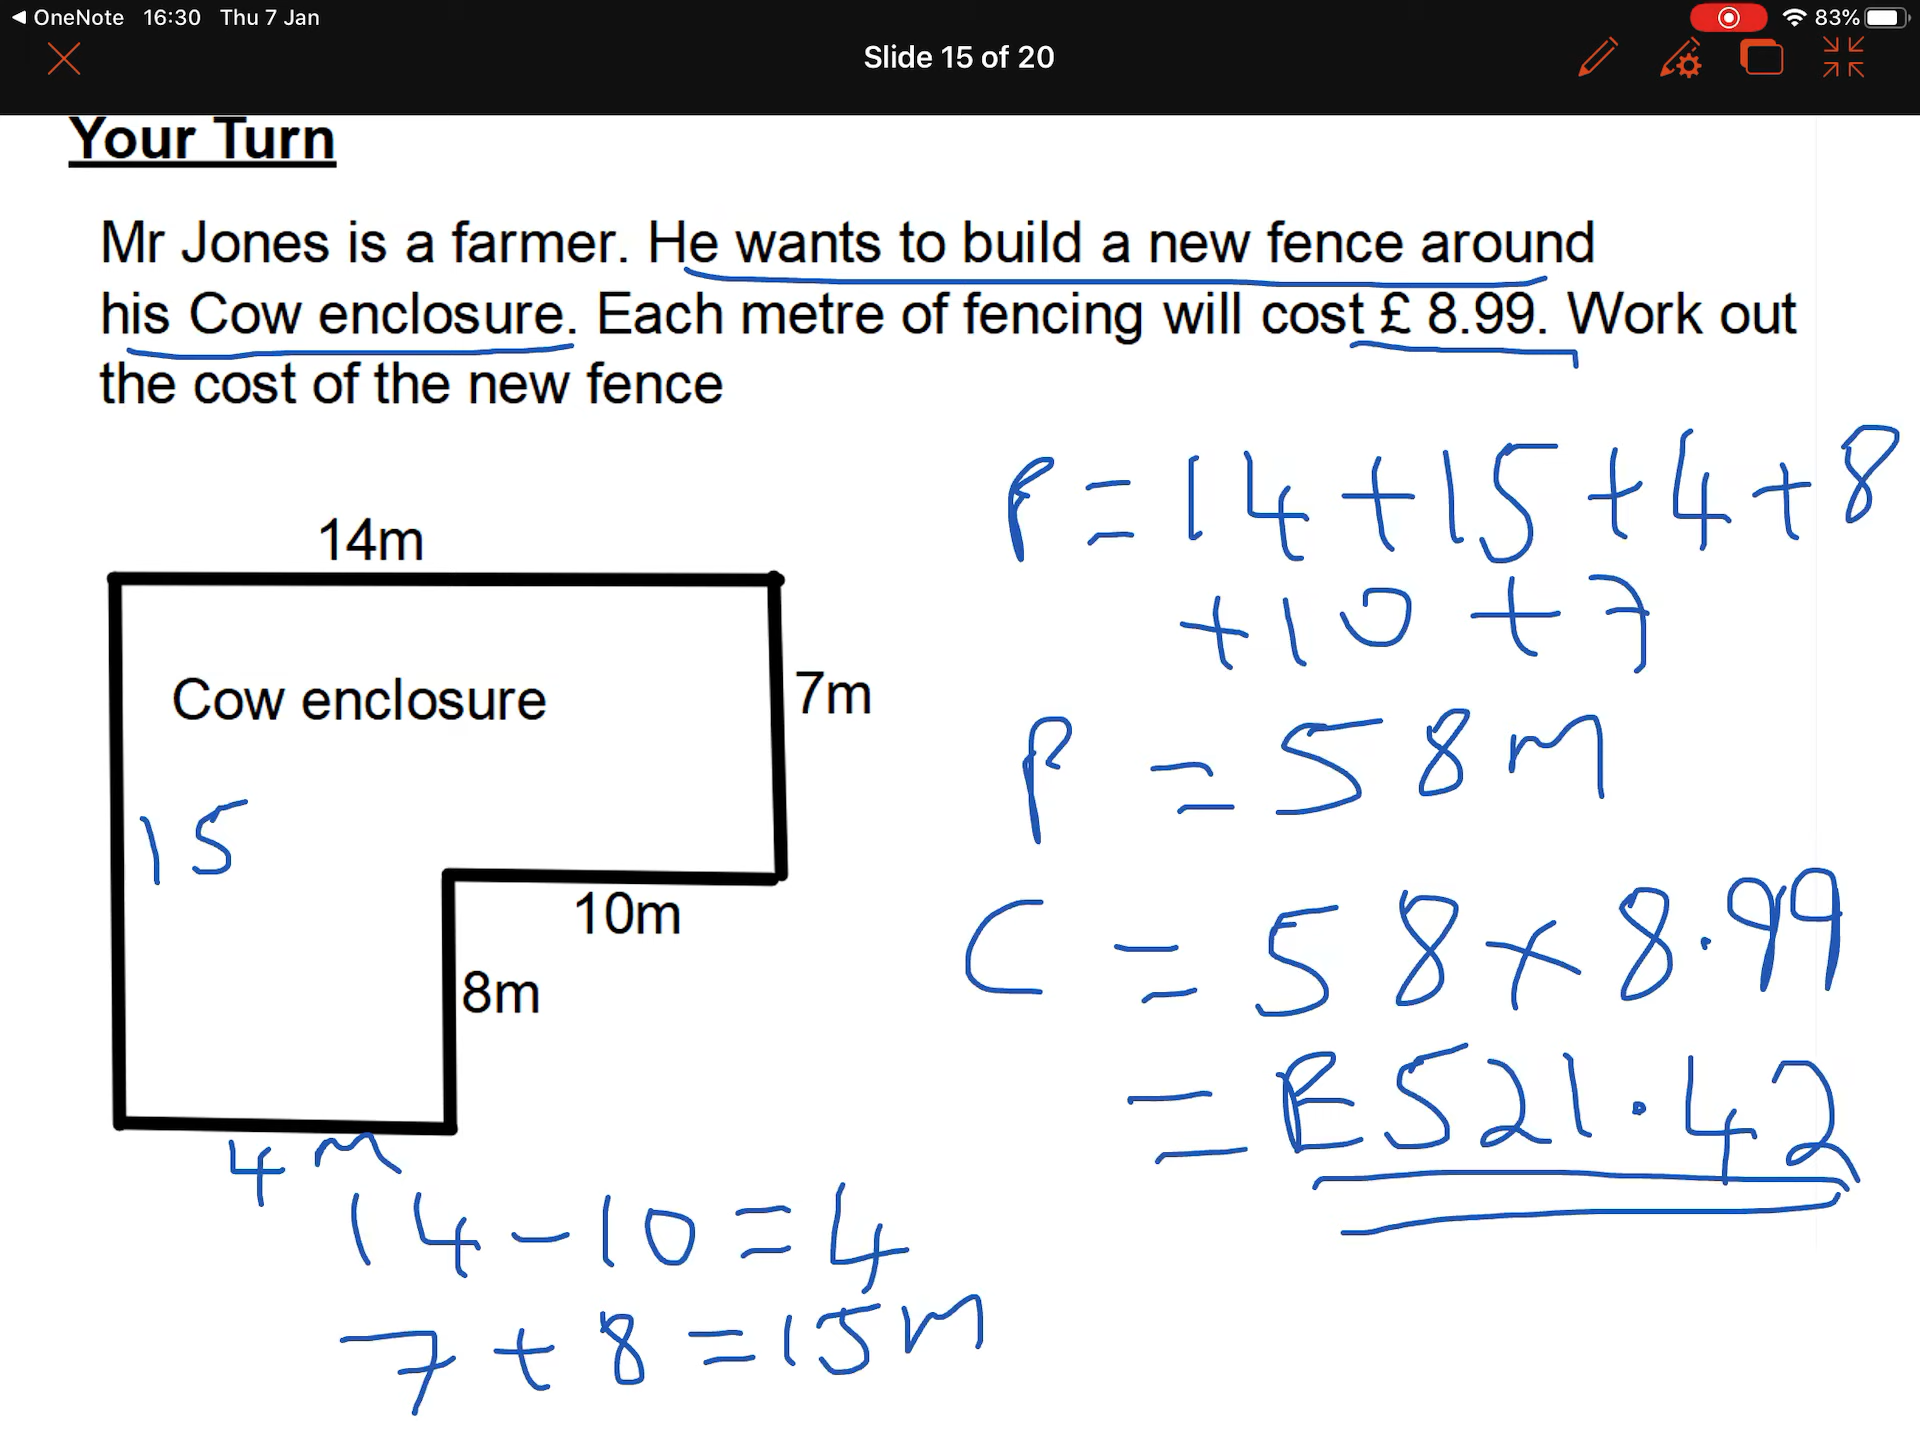 OneNote 16:30 Thu 7 Jan 83%
Slide 15 of 20
Your Turn
Mr Jones is a farmer. He wants to build a new fence around
his Cow enclosure. Each metre of fencing will cost £ 8.99. Work out
the cost of the new fence
14m
Cow enclosure
7m
15
10m
8m
4 m
14 - 10 = 4
7 + 8 = 15m
P = 14 + 15 + 4 + 8
+ 10 + 7
P = 58m
C = 58 × 8.99
= £521.42